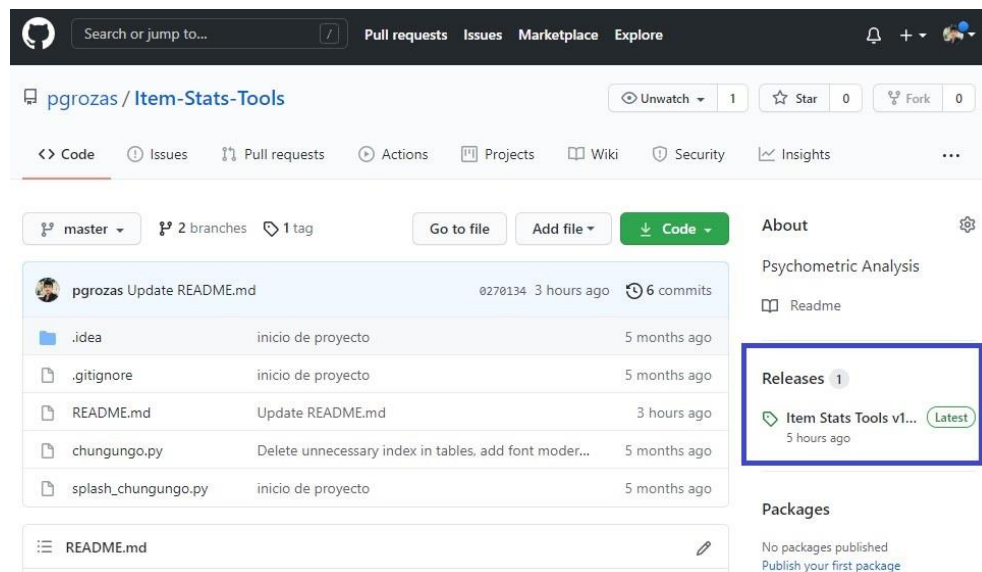 Search or jump to... /
Pull requests Issues Marketplace Explore
pgrozas / Item-Stats-Tools
Unwatch 1 Star 0 Fork 0
Code Issues Pull requests Actions Projects Wiki Security Insights ...
master 2 branches 1 tag Go to file Add file Code
pgrozas Update README.md 0270134 3 hours ago 6 commits
.idea inicio de proyecto 5 months ago
.gitignore inicio de proyecto 5 months ago
README.md Update README.md 3 hours ago
chungungo.py Delete unnecessary index in tables, add font moder... 5 months ago
splash_chungungo.py inicio de proyecto 5 months ago
README.md
About
Psychometric Analysis
Readme
Releases 1
Item Stats Tools v1... Latest
5 hours ago
Packages
No packages published
Publish your first package